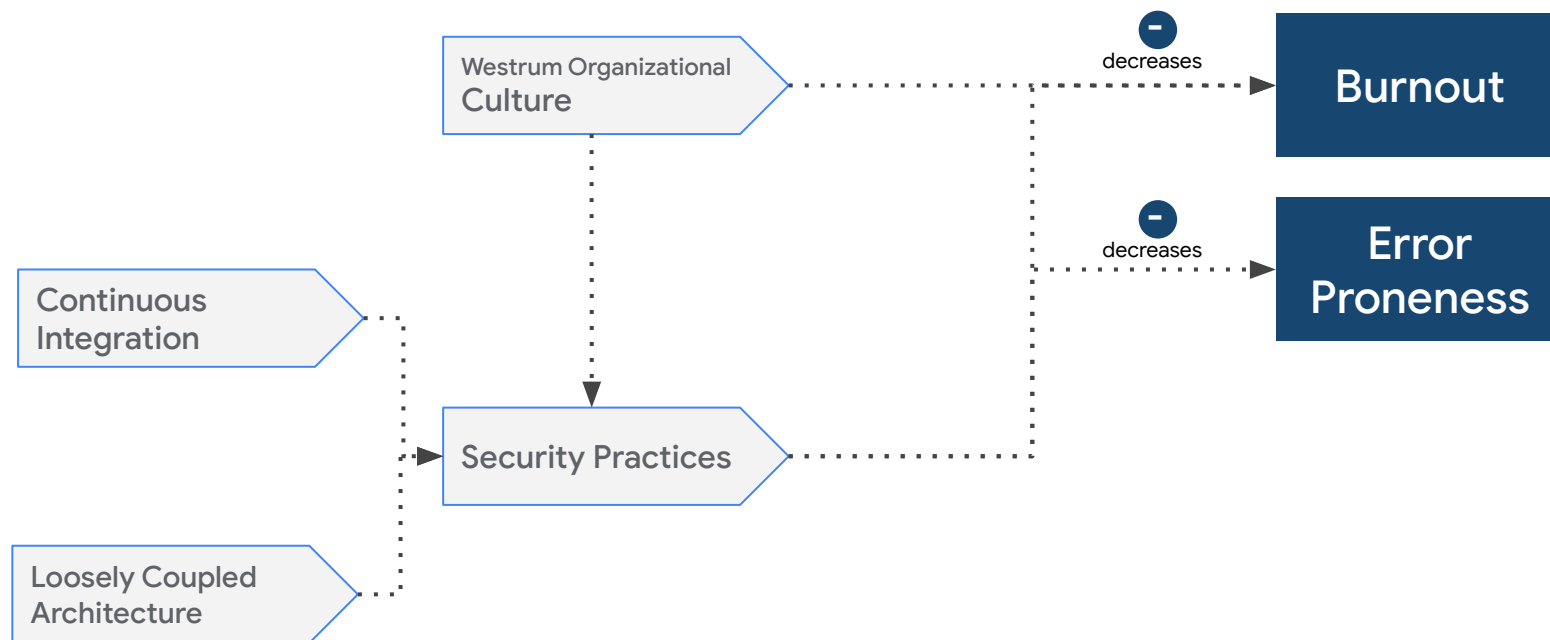 Westrum Organizational
Culture
-
decreases
Burnout
-
decreases
Error
Proneness
Continuous
Integration
Security Practices
Loosely Coupled
Architecture